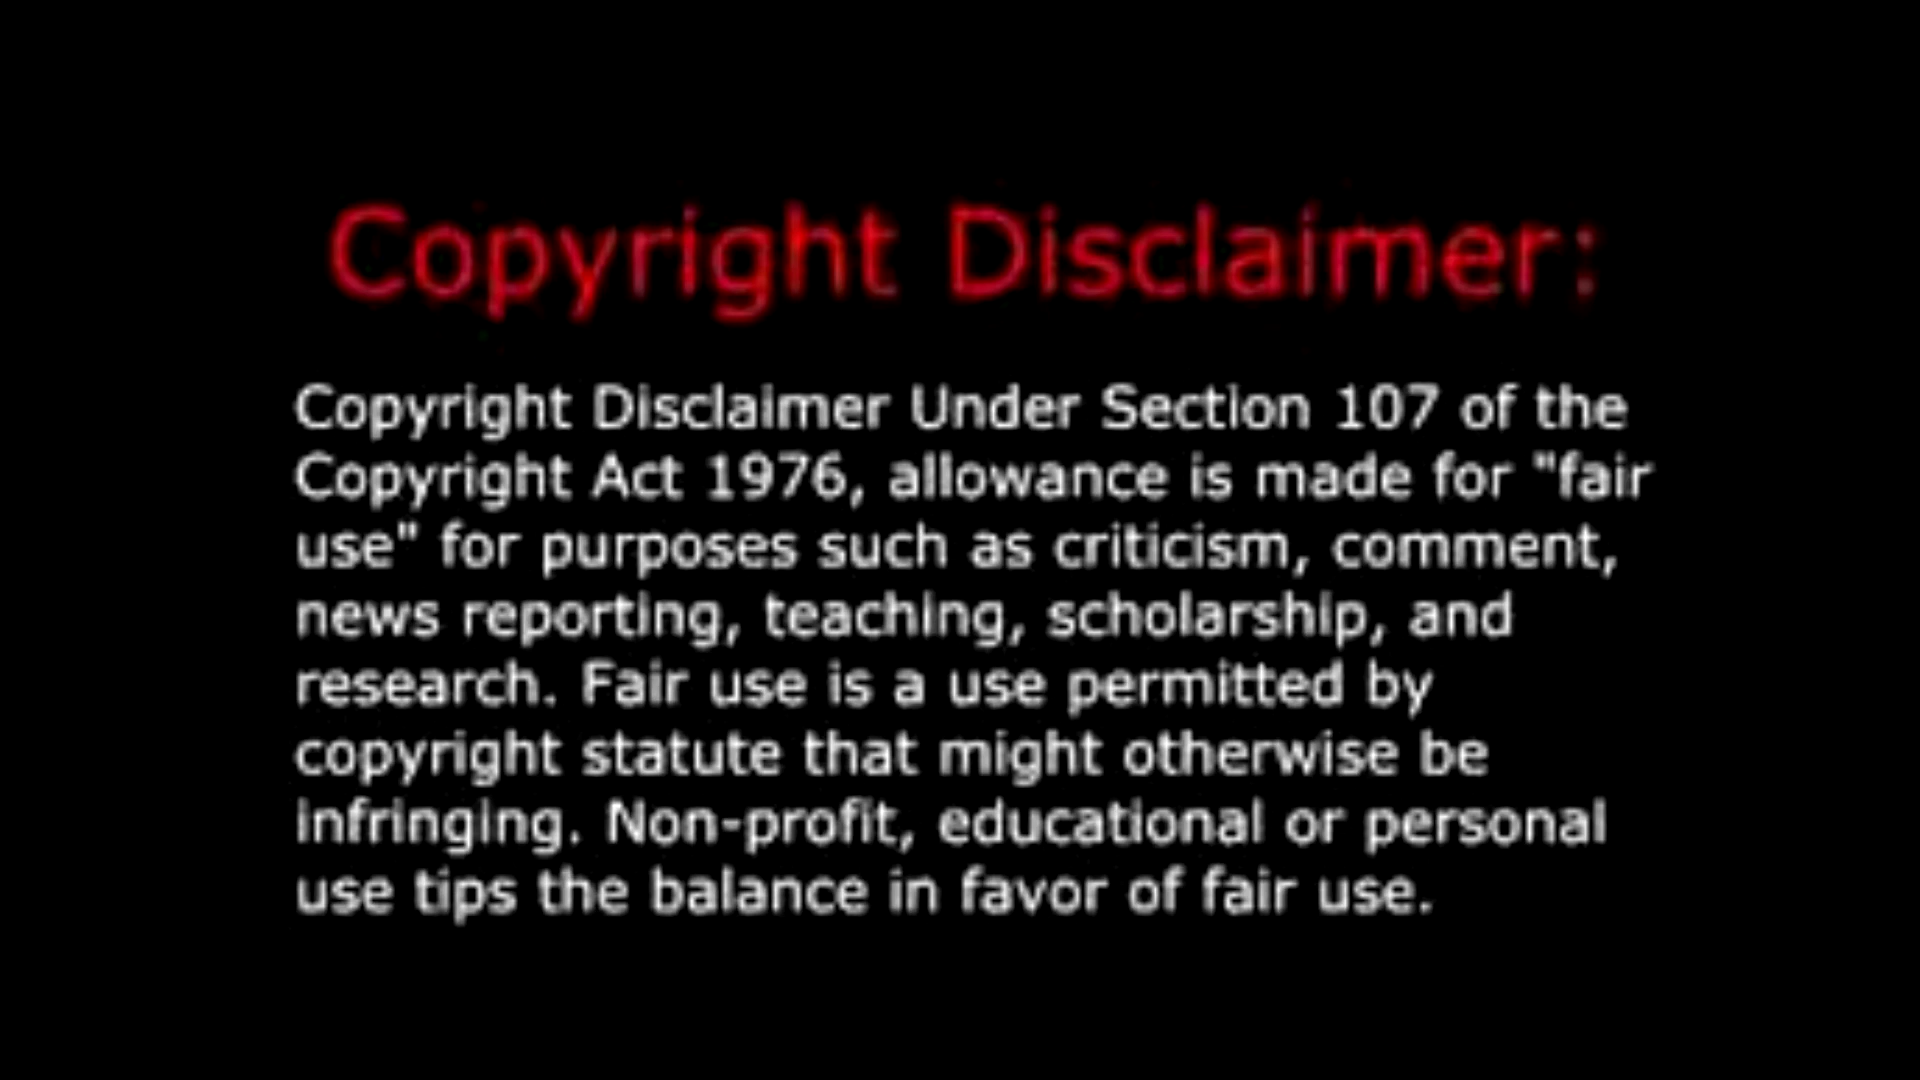 Copyright Disclaimer:
Copyright Disclaimer Under Section 107 of the
Copyright Act 1976, allowance is made for "fair
use" for purposes such as criticism, comment,
news reporting, teaching, scholarship, and
research. Fair use is a use permitted by
copyright statute that might otherwise be
infringing. Non-profit, educational or personal
use tips the balance in favor of fair use.